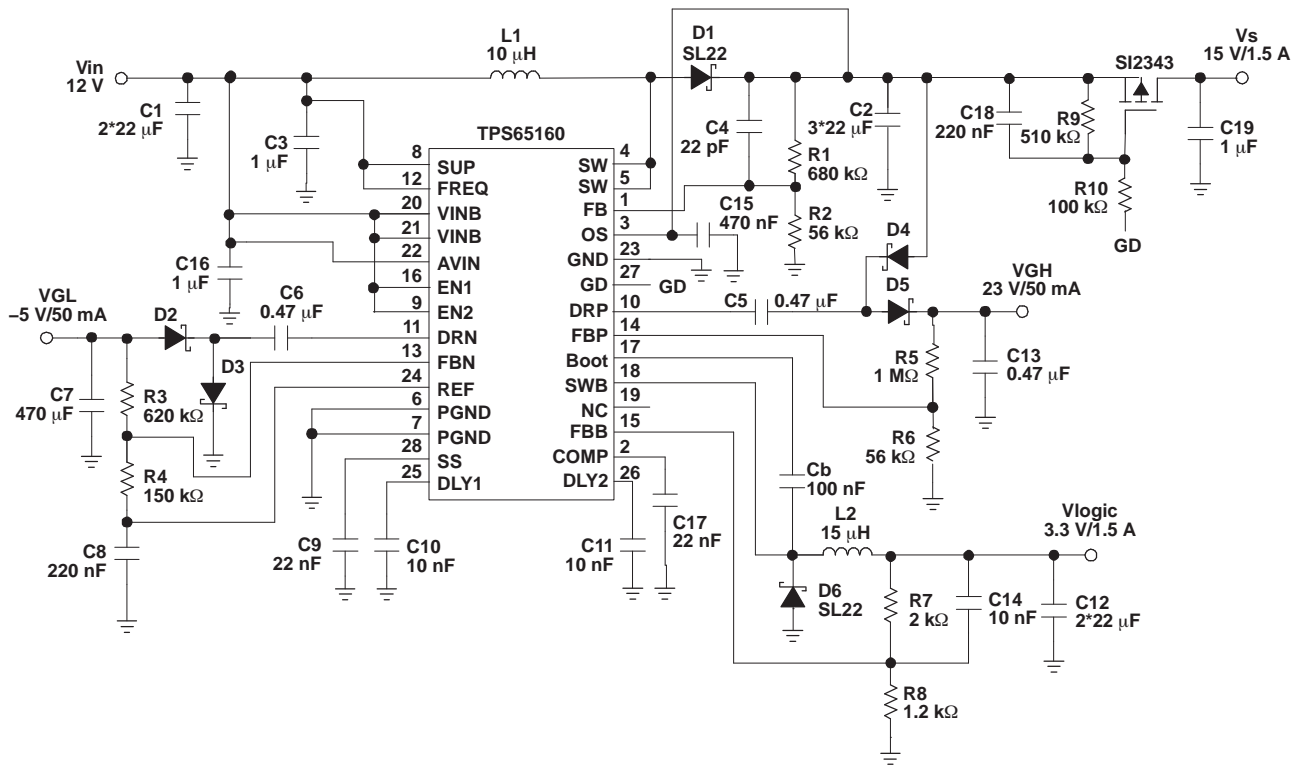 L1
10 μH
D1
SL22
Vs
15 V/1.5 A
Vin
12 V
SI2343
C1
2*22 μF
C3
1 μF
TPS65160
C4
22 pF
R1
680 kΩ
C2
3*22 μF
C18
220 nF
R9
510 kΩ
C19
1 μF
R10
100 kΩ
GD
8
SUP
12
FREQ
20
VINB
21
VINB
22
AVIN
16
EN1
9
EN2
11
DRN
13
FBN
24
REF
6
PGND
7
PGND
28
SS
25
DLY1
4
SW
5
SW
1
FB
3
OS
23
GND
27
GD
GD
10
DRP
14
FBP
17
Boot
18
SWB
19
NC
15
FBB
2
COMP
26
DLY2
C15
470 nF
R2
56 kΩ
D4
D5
C5
0.47 μF
VGH
23 V/50 mA
R5
1 MΩ
C13
0.47 μF
R6
56 kΩ
C16
1 μF
VGL
–5 V/50 mA
D2
C6
0.47 μF
D3
C7
470 μF
R3
620 kΩ
R4
150 kΩ
C8
220 nF
C9
22 nF
C10
10 nF
C11
10 nF
C17
22 nF
Cb
100 nF
L2
15 μH
Vlogic
3.3 V/1.5 A
D6
SL22
R7
2 kΩ
C14
10 nF
C12
2*22 μF
R8
1.2 kΩ